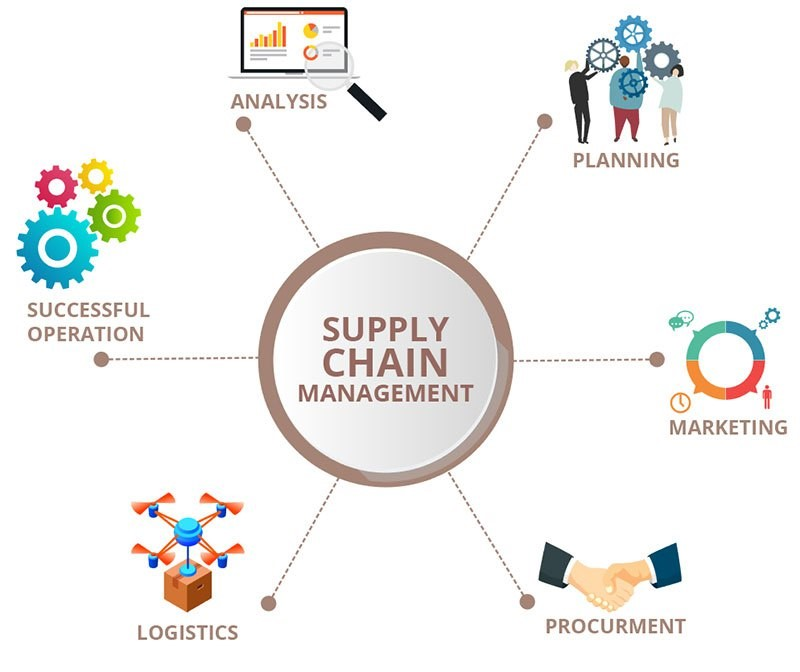 ANALYSIS
PLANNING
SUCCESSFUL
OPERATION
SUPPLY
CHAIN
MANAGEMENT
MARKETING
LOGISTICS
PROCURMENT